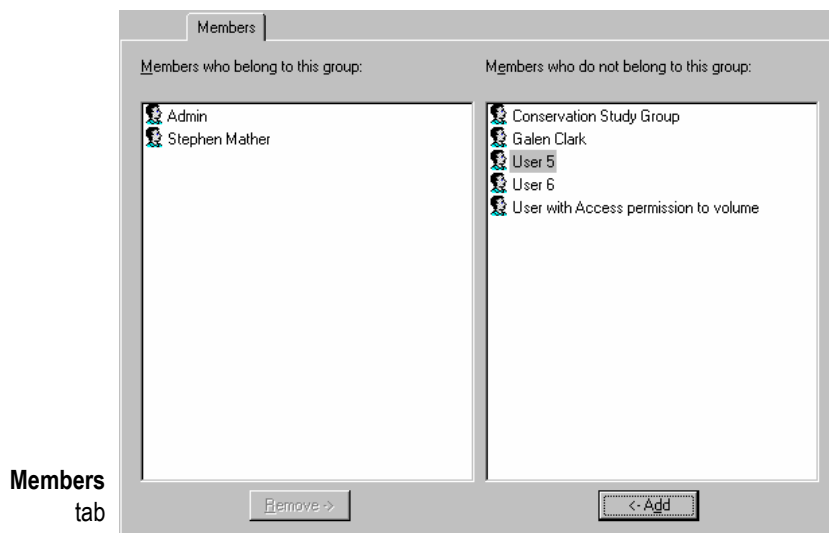 Members
Members who belong to this group:
Admin
Stephen Mather
Remove ->
Members who do not belong to this group:
Conservation Study Group
Galen Clark
User 5
User 6
User with Access permission to volume
<- Add
Members
tab